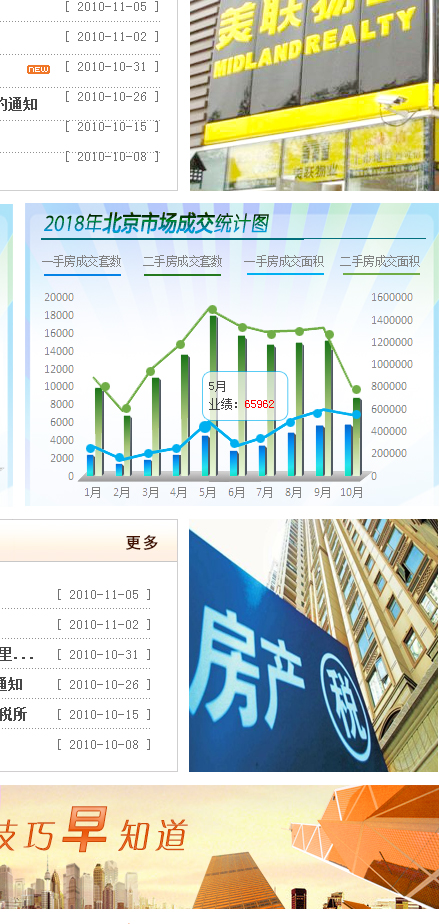 [ 2010-11-05 ]
[ 2010-11-02 ]
NEW [ 2010-10-31 ]
的通知 [ 2010-10-26 ]
[ 2010-10-15 ]
[ 2010-10-08 ]
美联物业
MIDLAND REALTY
美联物业
2018年北京市场成交统计图
一手房成交套数 二手房成交套数 一手房成交面积 二手房成交面积
20000 1600000
18000 1400000
16000 1200000
14000 1000000
12000 800000
10000 600000
8000 400000
6000 200000
4000 0
2000
0
5月
业绩：65962
1月 2月 3月 4月 5月 6月 7月 8月 9月 10月
更多
[ 2010-11-05 ]
[ 2010-11-02 ]
里... [ 2010-10-31 ]
通知 [ 2010-10-26 ]
税所 [ 2010-10-15 ]
[ 2010-10-08 ]
房产税
技巧早知道